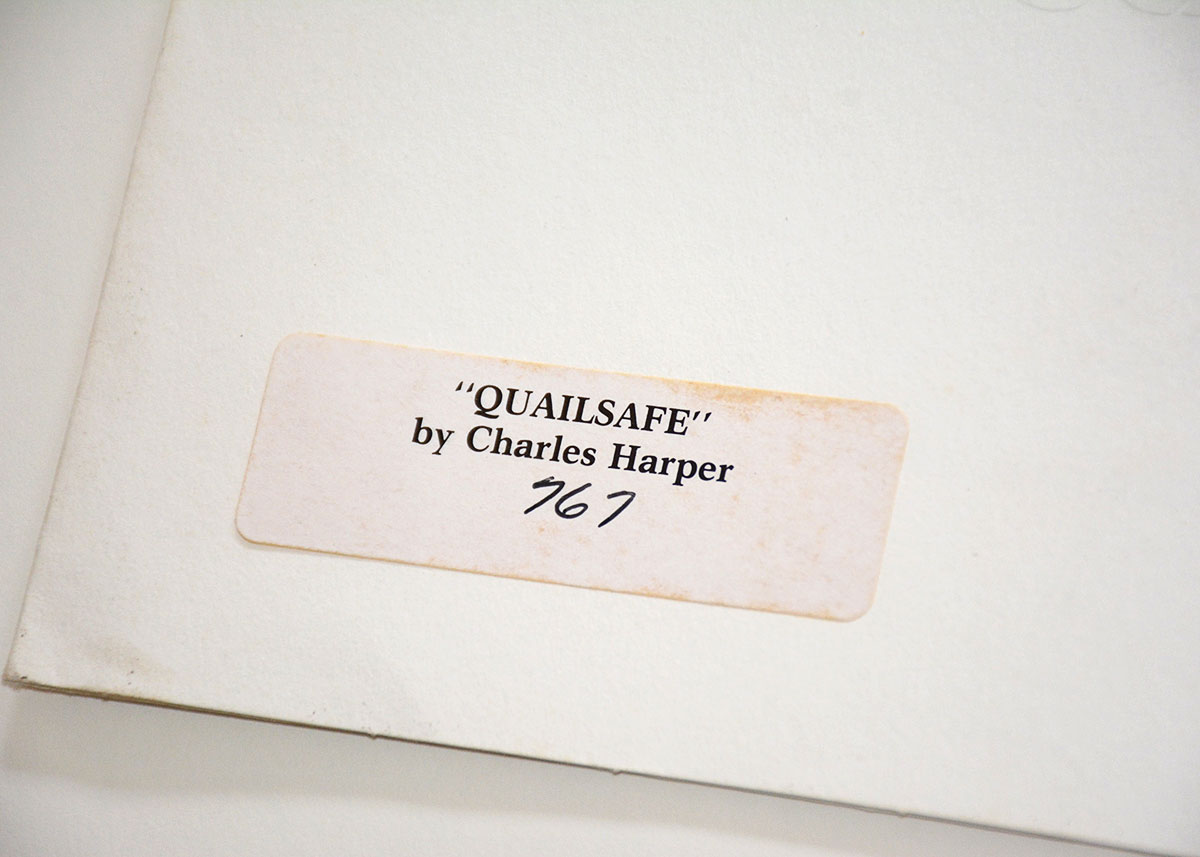 "QUAILSAFE"
by Charles Harper
767